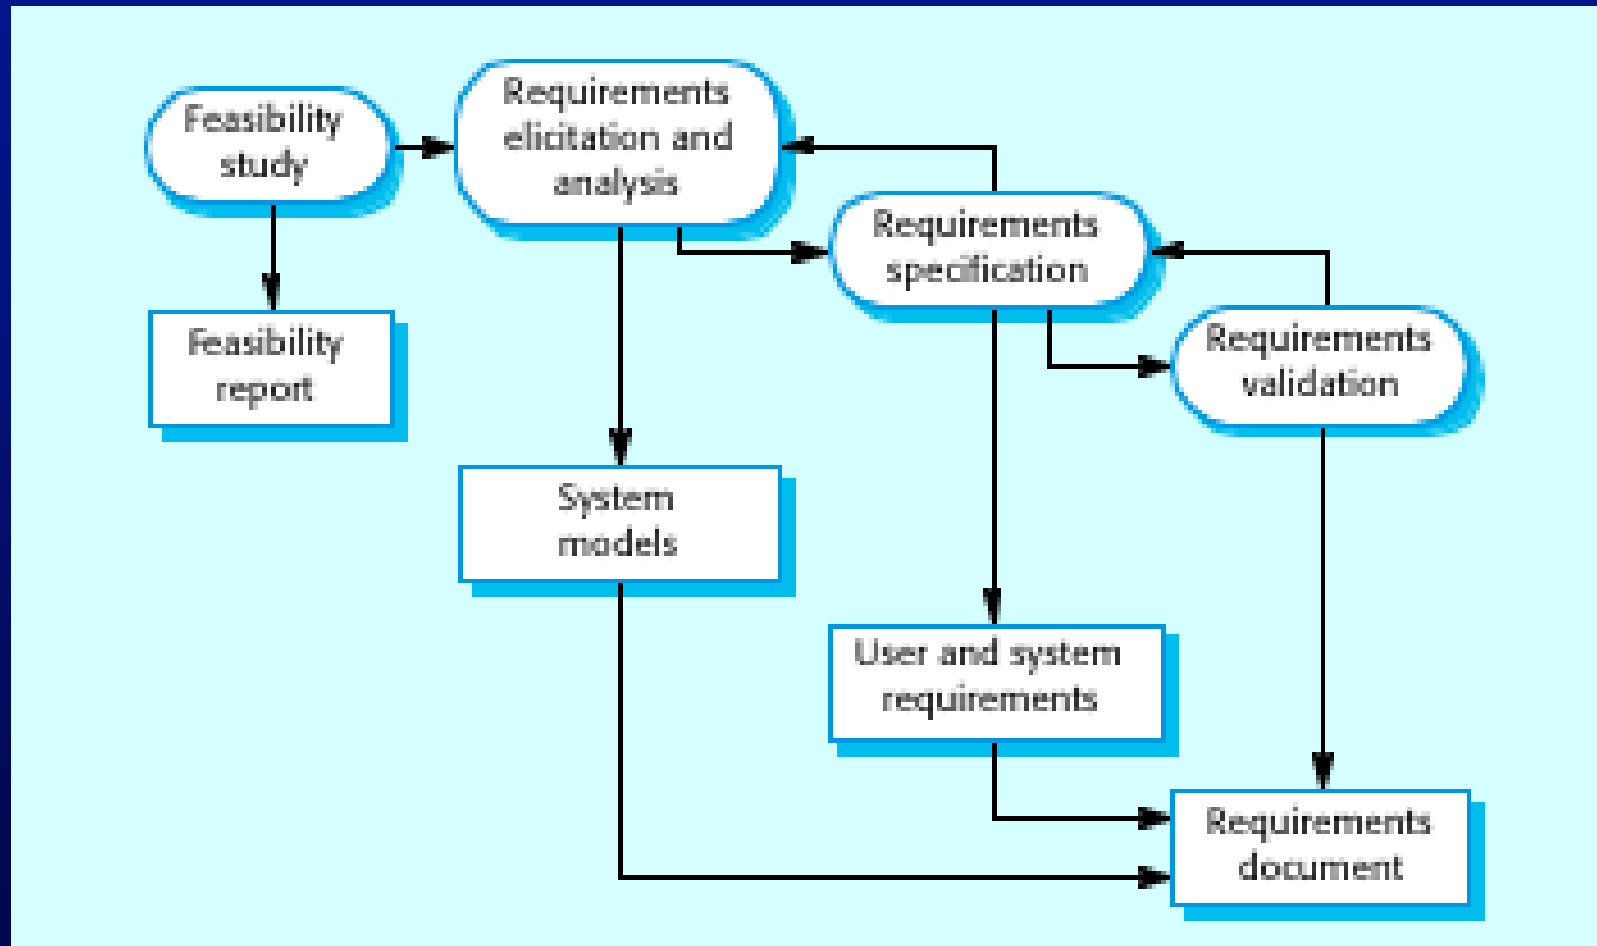 Feasibility
study
Requirements
elicitation and
analysis
Requirements
specification
Requirements
validation
Feasibility
report
System
models
User and system
requirements
Requirements
document